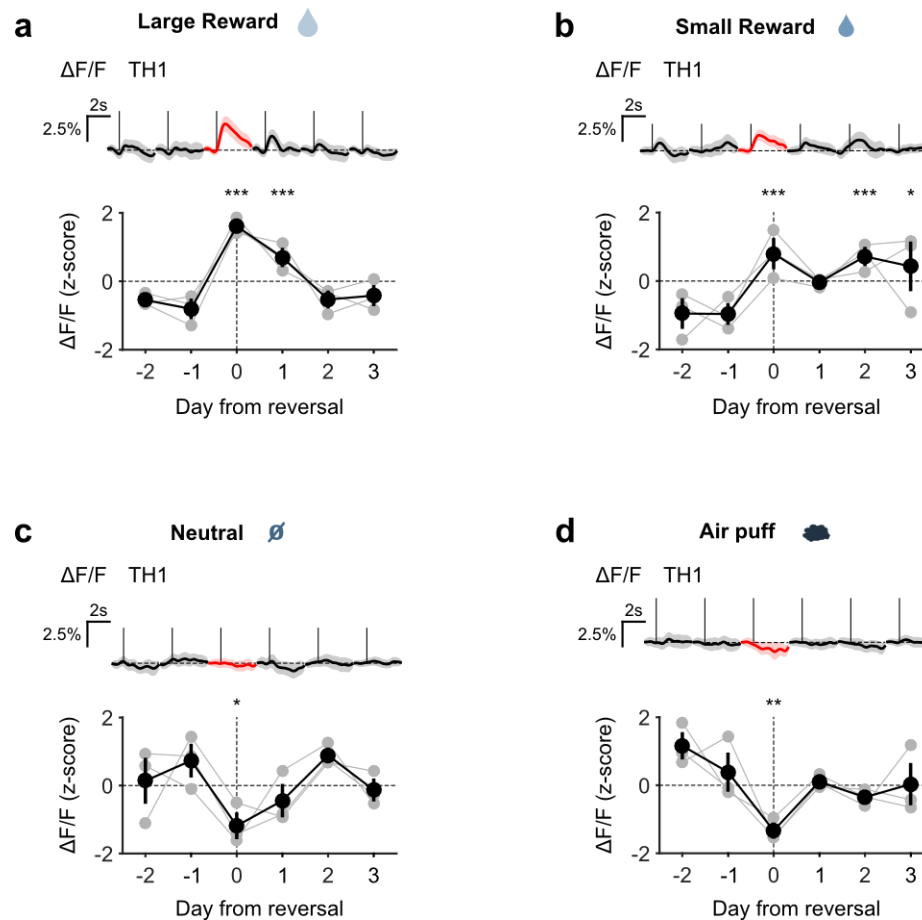 a Large Reward
ΔF/F TH1
2s
2.5%
*** ***
2
0
-2
ΔF/F (z-score)
-2 -1 0 1 2 3
Day from reversal
b Small Reward
ΔF/F TH1
2s
2.5%
*** *** *
2
0
-2
ΔF/F (z-score)
-2 -1 0 1 2 3
Day from reversal
c Neutral ø
ΔF/F TH1
2s
2.5%
*
2
0
-2
ΔF/F (z-score)
-2 -1 0 1 2 3
Day from reversal
d Air puff
ΔF/F TH1
2s
2.5%
**
2
0
-2
ΔF/F (z-score)
-2 -1 0 1 2 3
Day from reversal